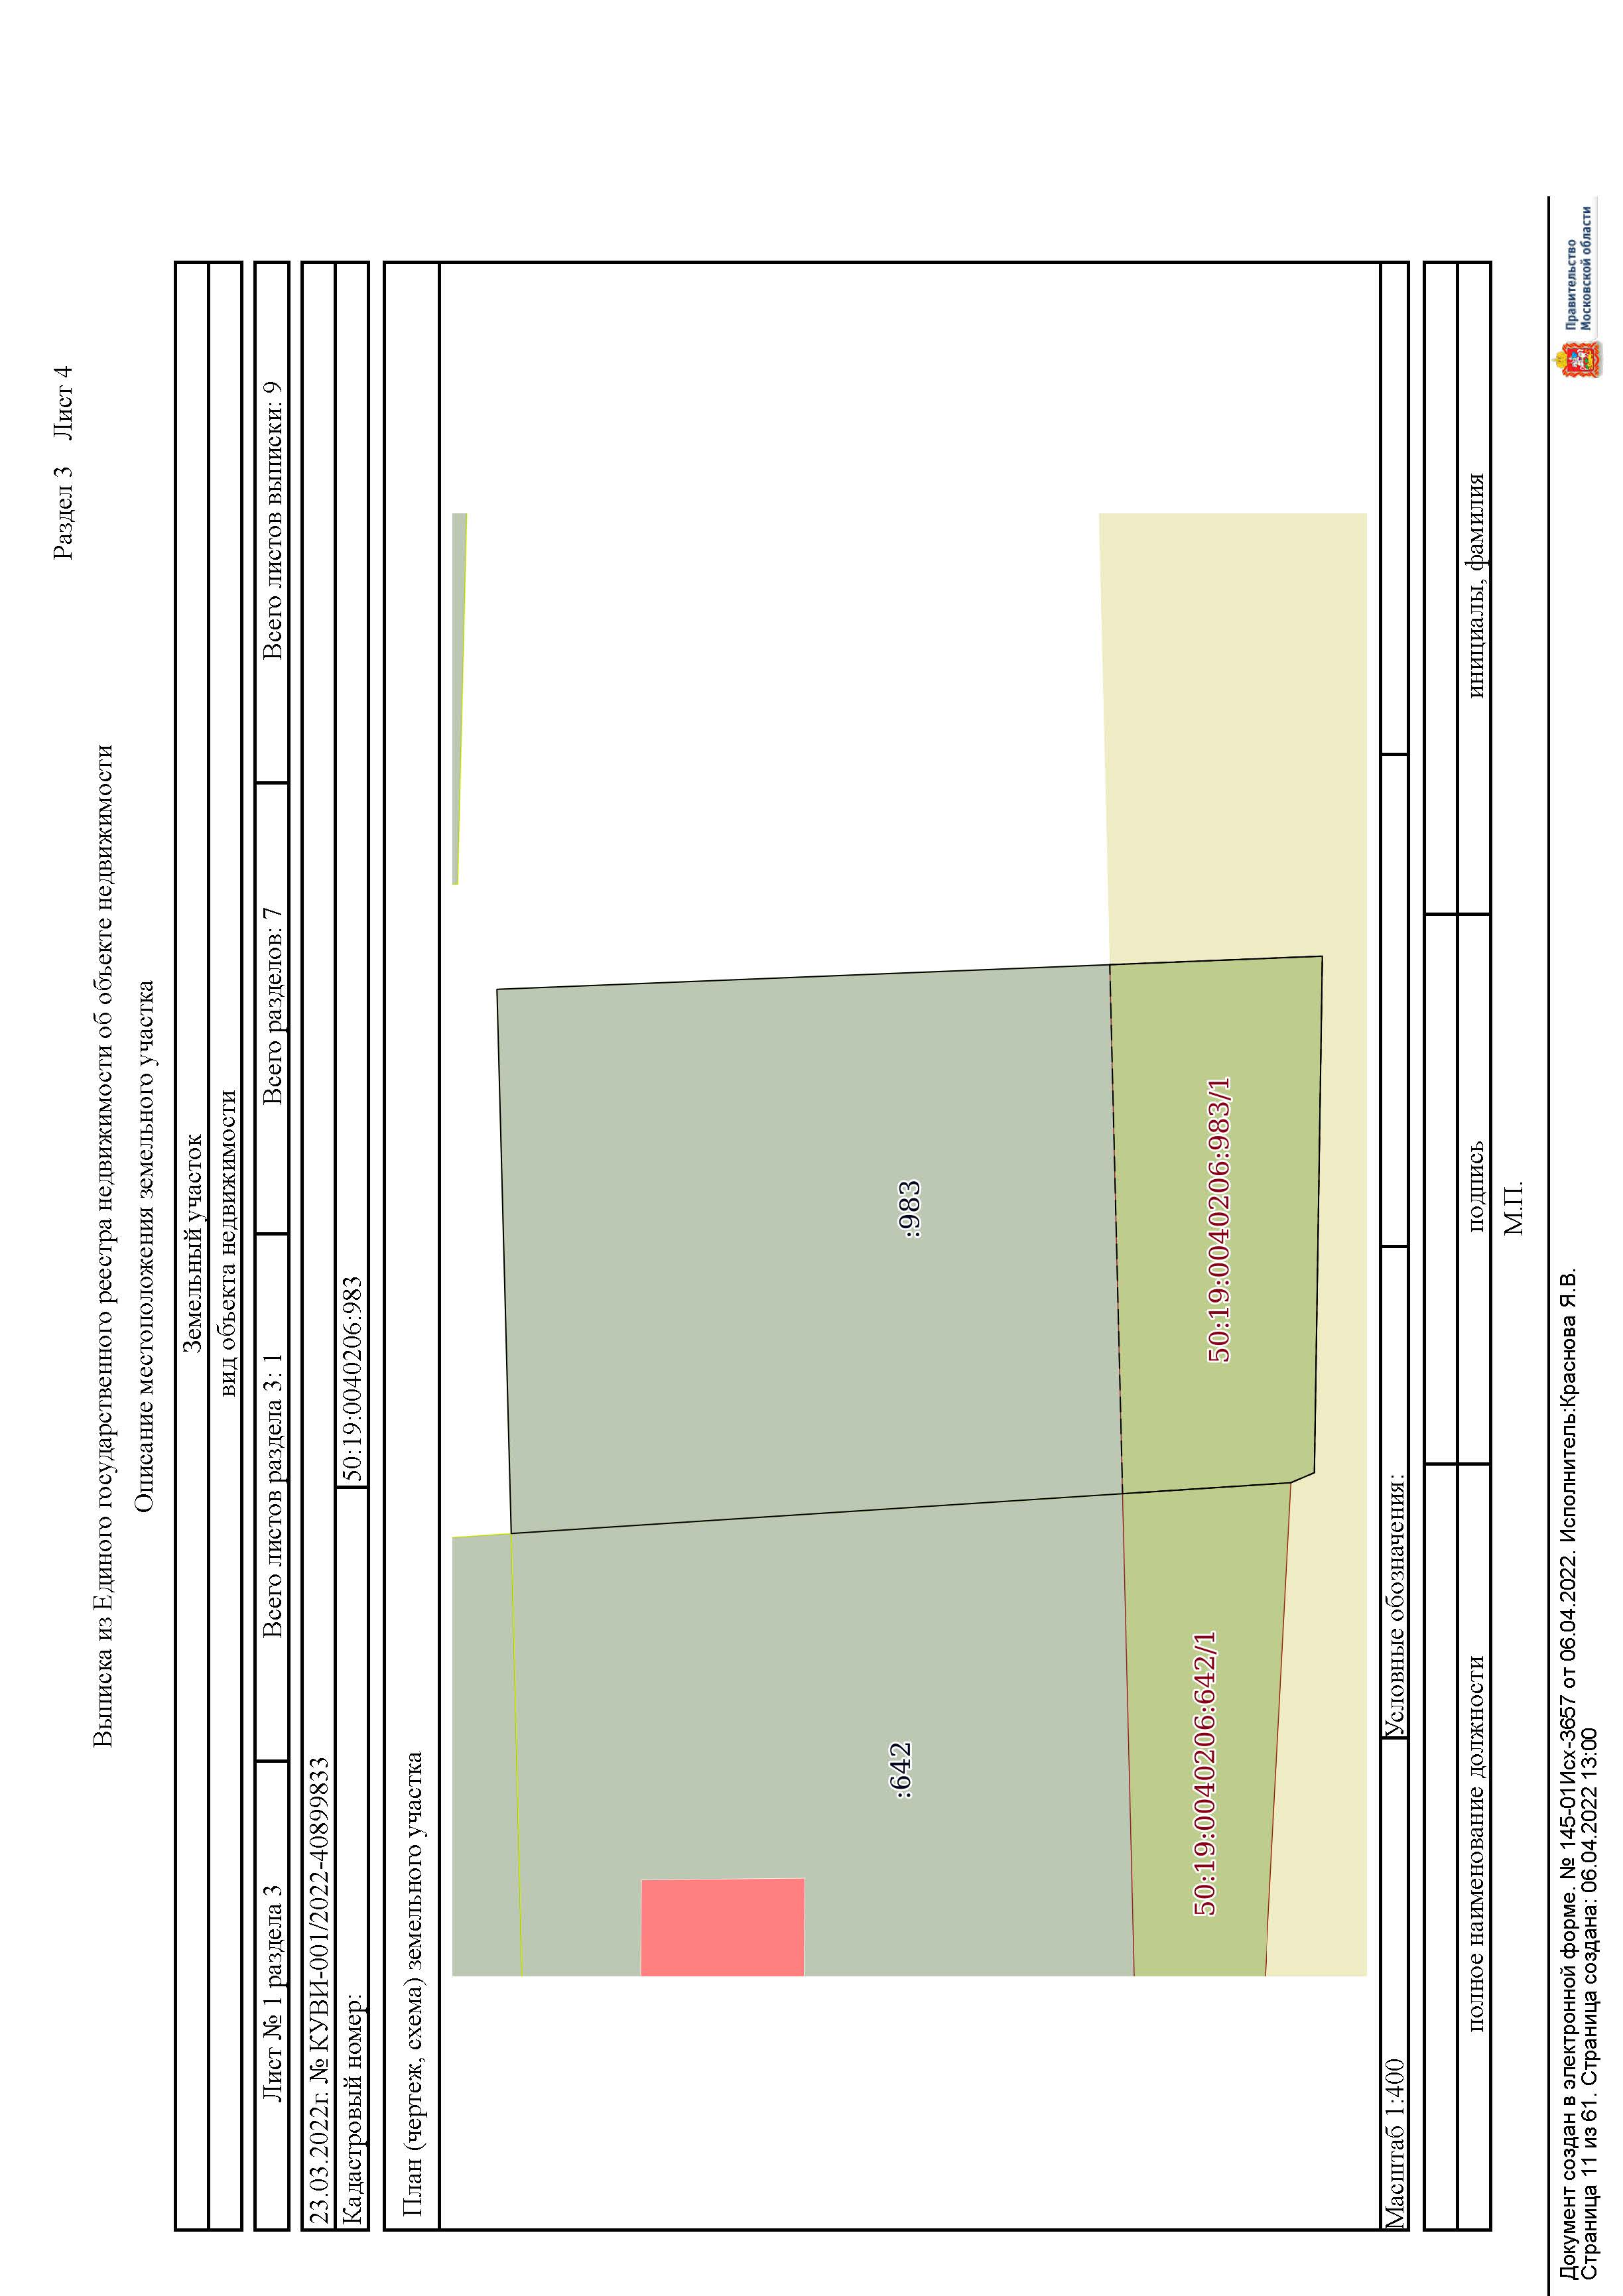 Раздел 3 Лист 4
Выписка из Единого государственного реестра недвижимости об объекте недвижимости
Описание местоположения земельного участка
Земельный участок
вид объекта недвижимости
Лист № 1 раздела 3 Всего листов раздела 3: 1 Всего разделов: 7 Всего листов выписки: 9
23.03.2022г. № КУВИ-001/2022-40899833
Кадастровый номер: 50:19:0040206:983
План (чертеж, схема) земельного участка
:642
:983
50:19:0040206:642/1
50:19:0040206:983/1
Масштаб 1:400 Условные обозначения:
полное наименование должности подпись инициалы, фамилия
М.П.
Документ создан в электронной форме. № 145-01Исх-3657 от 06.04.2022. Исполнитель:Краснова Я.В.
Страница 11 из 61. Страница создана: 06.04.2022 13:00
Правительство
Московской области